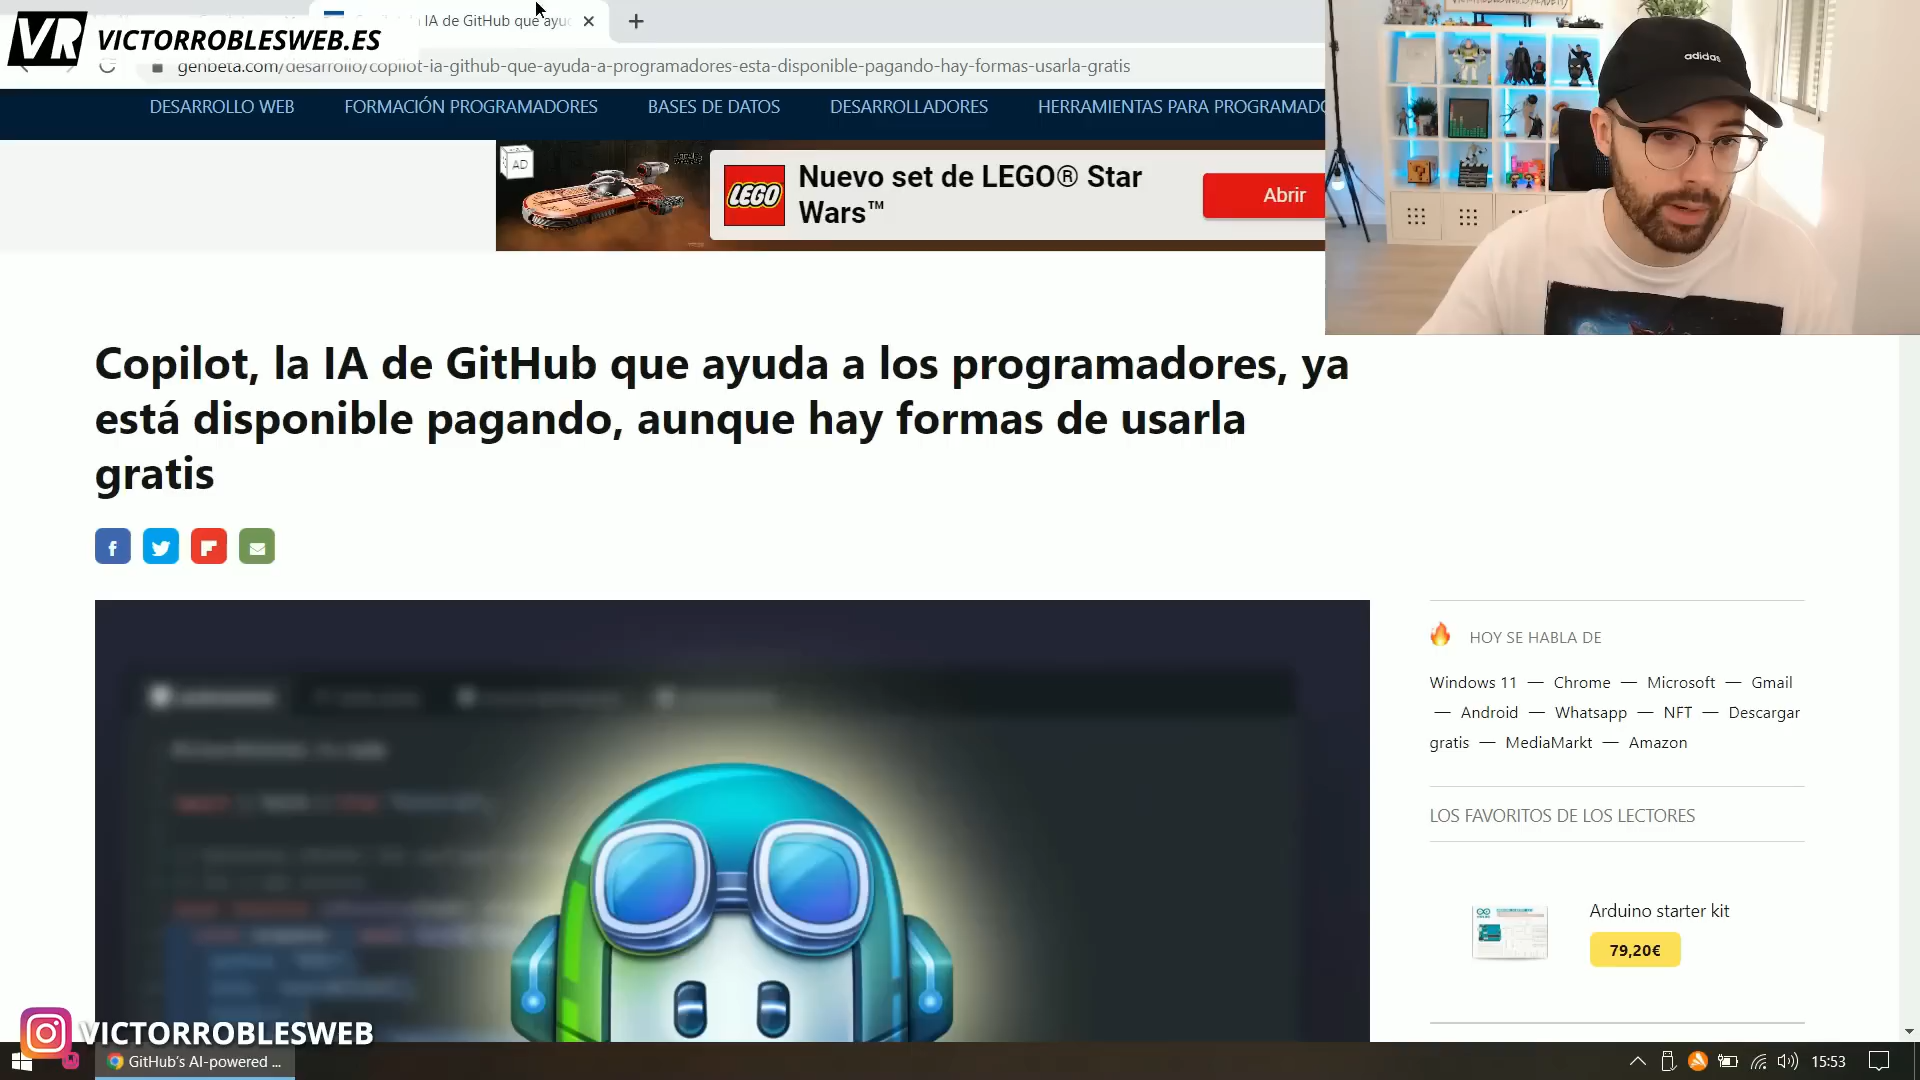 VR VICTORROBLESWEB.ES
IA de GitHub que ayu
genbeta.com/desarrollo/copilot-ia-github-que-ayuda-a-programadores-esta-disponible-pagando-hay-formas-usarla-gratis
DESARROLLO WEB FORMACIÓN PROGRAMADORES BASES DE DATOS DESARROLLADORES HERRAMIENTAS PARA PROGRAMADO
AD
LEGO
Nuevo set de LEGO® Star
Wars™
Abrir
adidas
Copilot, la IA de GitHub que ayuda a los programadores, ya
está disponible pagando, aunque hay formas de usarla
gratis
HOY SE HABLA DE
Windows 11 — Chrome — Microsoft — Gmail
— Android — Whatsapp — NFT — Descargar
gratis — MediaMarkt — Amazon
LOS FAVORITOS DE LOS LECTORES
Arduino starter kit
79,20€
VICTORROBLESWEB
GitHub's AI-powered ...
15:53